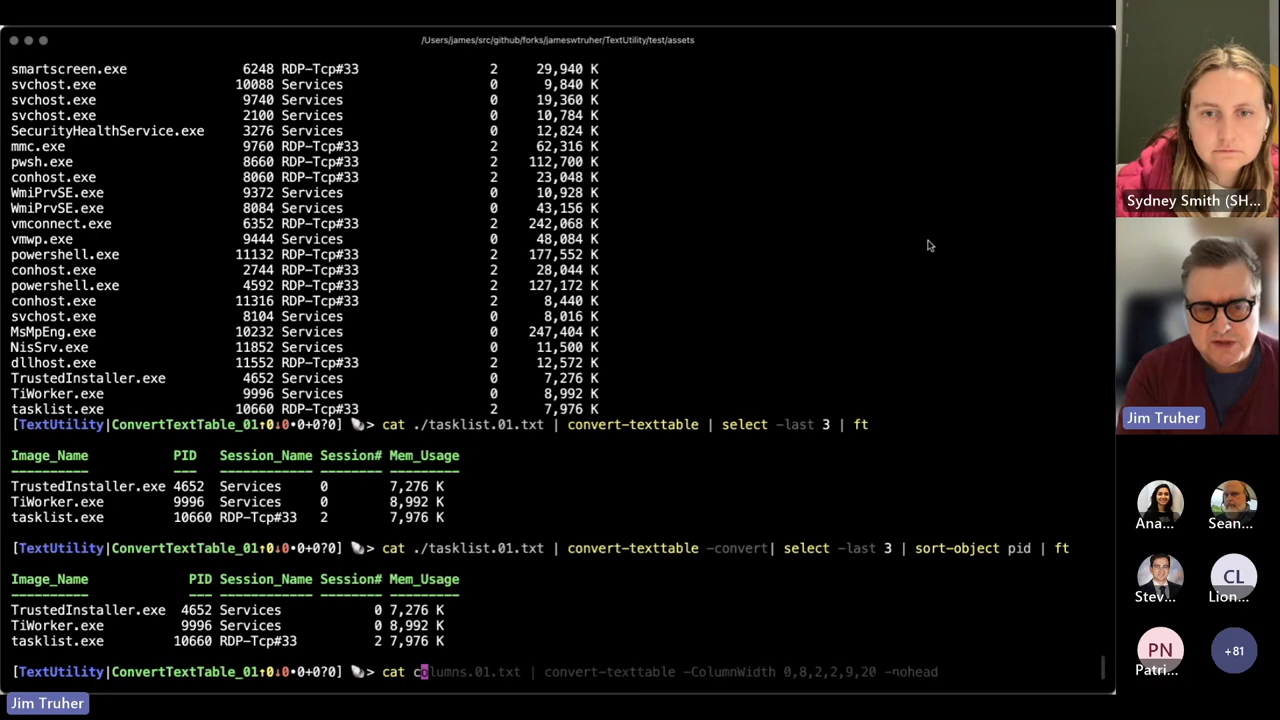 /Users/james/src/github/forks/jameswtruher/TextUtility/test/assets
smartscreen.exe 6248 RDP-Tcp#33 2 29,940 K
svchost.exe 10088 Services 0 9,840 K
svchost.exe 9740 Services 0 19,360 K
svchost.exe 2100 Services 0 10,784 K
SecurityHealthService.exe 3276 Services 0 12,824 K
mmc.exe 9760 RDP-Tcp#33 2 62,316 K
pwsh.exe 8660 RDP-Tcp#33 2 112,700 K
conhost.exe 8060 RDP-Tcp#33 2 23,048 K
WmiPrvSE.exe 9372 Services 0 10,928 K
WmiPrvSE.exe 8084 Services 0 43,156 K
vmconnect.exe 6352 RDP-Tcp#33 2 242,068 K
vmwp.exe 9444 Services 0 48,084 K
powershell.exe 11132 RDP-Tcp#33 2 177,552 K
conhost.exe 2744 RDP-Tcp#33 2 28,044 K
powershell.exe 4592 RDP-Tcp#33 2 127,172 K
conhost.exe 11316 RDP-Tcp#33 2 8,440 K
svchost.exe 8104 Services 0 8,016 K
MsMpEng.exe 10232 Services 0 247,404 K
NisSrv.exe 11852 Services 0 11,500 K
dllhost.exe 11552 RDP-Tcp#33 2 12,572 K
TrustedInstaller.exe 4652 Services 0 7,276 K
TiWorker.exe 9996 Services 0 8,992 K
tasklist.exe 10660 RDP-Tcp#33 2 7,976 K
[TextUtility|ConvertTextTable_01↑0↓0•0+0?0] 🐚> cat ./tasklist.01.txt | convert-texttable | select -last 3 | ft
Image_Name PID Session_Name Session# Mem_Usage
---------- --- ------------ -------- ---------
TrustedInstaller.exe 4652 Services 0 7,276 K
TiWorker.exe 9996 Services 0 8,992 K
tasklist.exe 10660 RDP-Tcp#33 2 7,976 K
[TextUtility|ConvertTextTable_01↑0↓0•0+0?0] 🐚> cat ./tasklist.01.txt | convert-texttable -convert| select -last 3 | sort-object pid | ft
Image_Name PID Session_Name Session# Mem_Usage
---------- --- ------------ -------- ---------
TrustedInstaller.exe 4652 Services 0 7,276 K
TiWorker.exe 9996 Services 0 8,992 K
tasklist.exe 10660 RDP-Tcp#33 2 7,976 K
[TextUtility|ConvertTextTable_01↑0↓0•0+0?0] 🐚> cat columns.01.txt | convert-texttable -ColumnWidth 0,8,2,2,9,20 -nohead
Jim Truher
Sydney Smith (SH...
Jim Truher
Ana...
Sean...
Stev...
CL
Lion...
PN
Patri...
+81